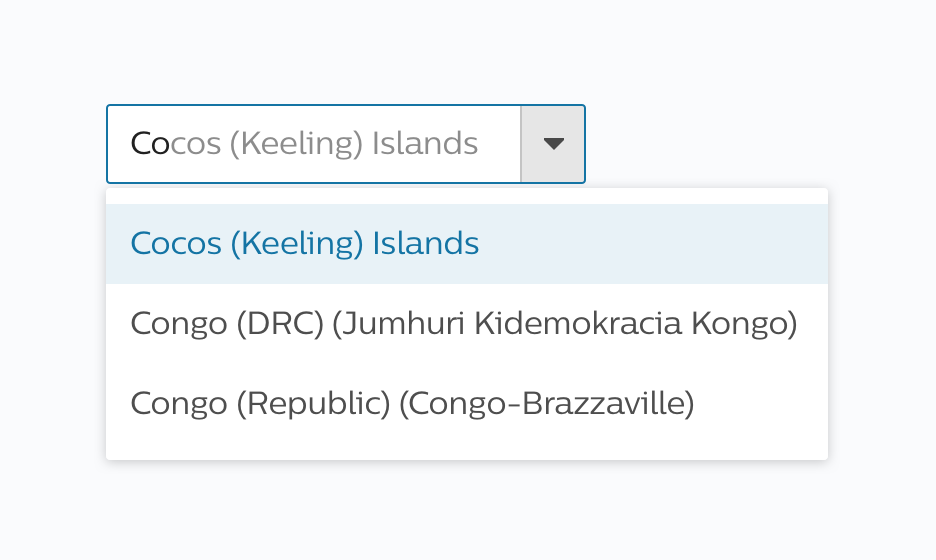 Cocos (Keeling) Islands
Cocos (Keeling) Islands
Congo (DRC) (Jumhuri Kidemokracia Kongo)
Congo (Republic) (Congo-Brazzaville)